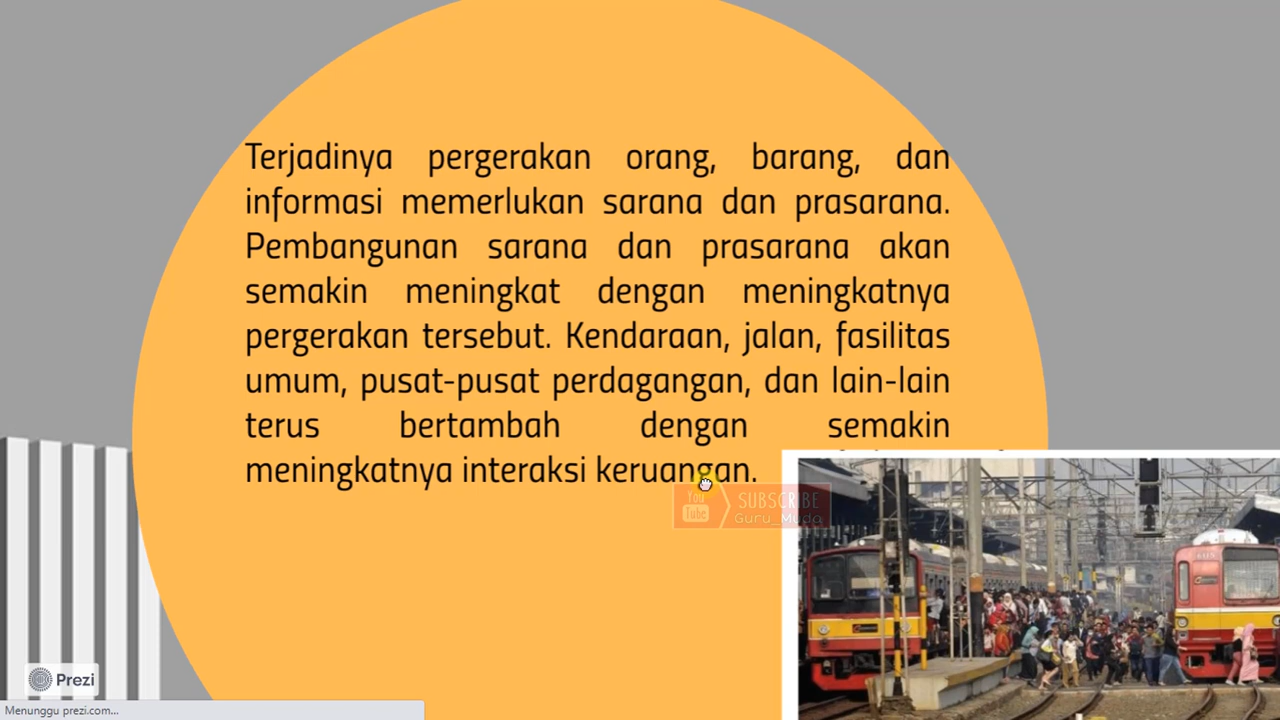 Terjadinya pergerakan orang, barang, dan
informasi memerlukan sarana dan prasarana.
Pembangunan sarana dan prasarana akan
semakin meningkat dengan meningkatnya
pergerakan tersebut. Kendaraan, jalan, fasilitas
umum, pusat-pusat perdagangan, dan lain-lain
terus bertambah dengan semakin
meningkatnya interaksi keruangan.
You Tube SUBSCRIBE
Guru_Muda
Prezi
Menunggu prezi.com...